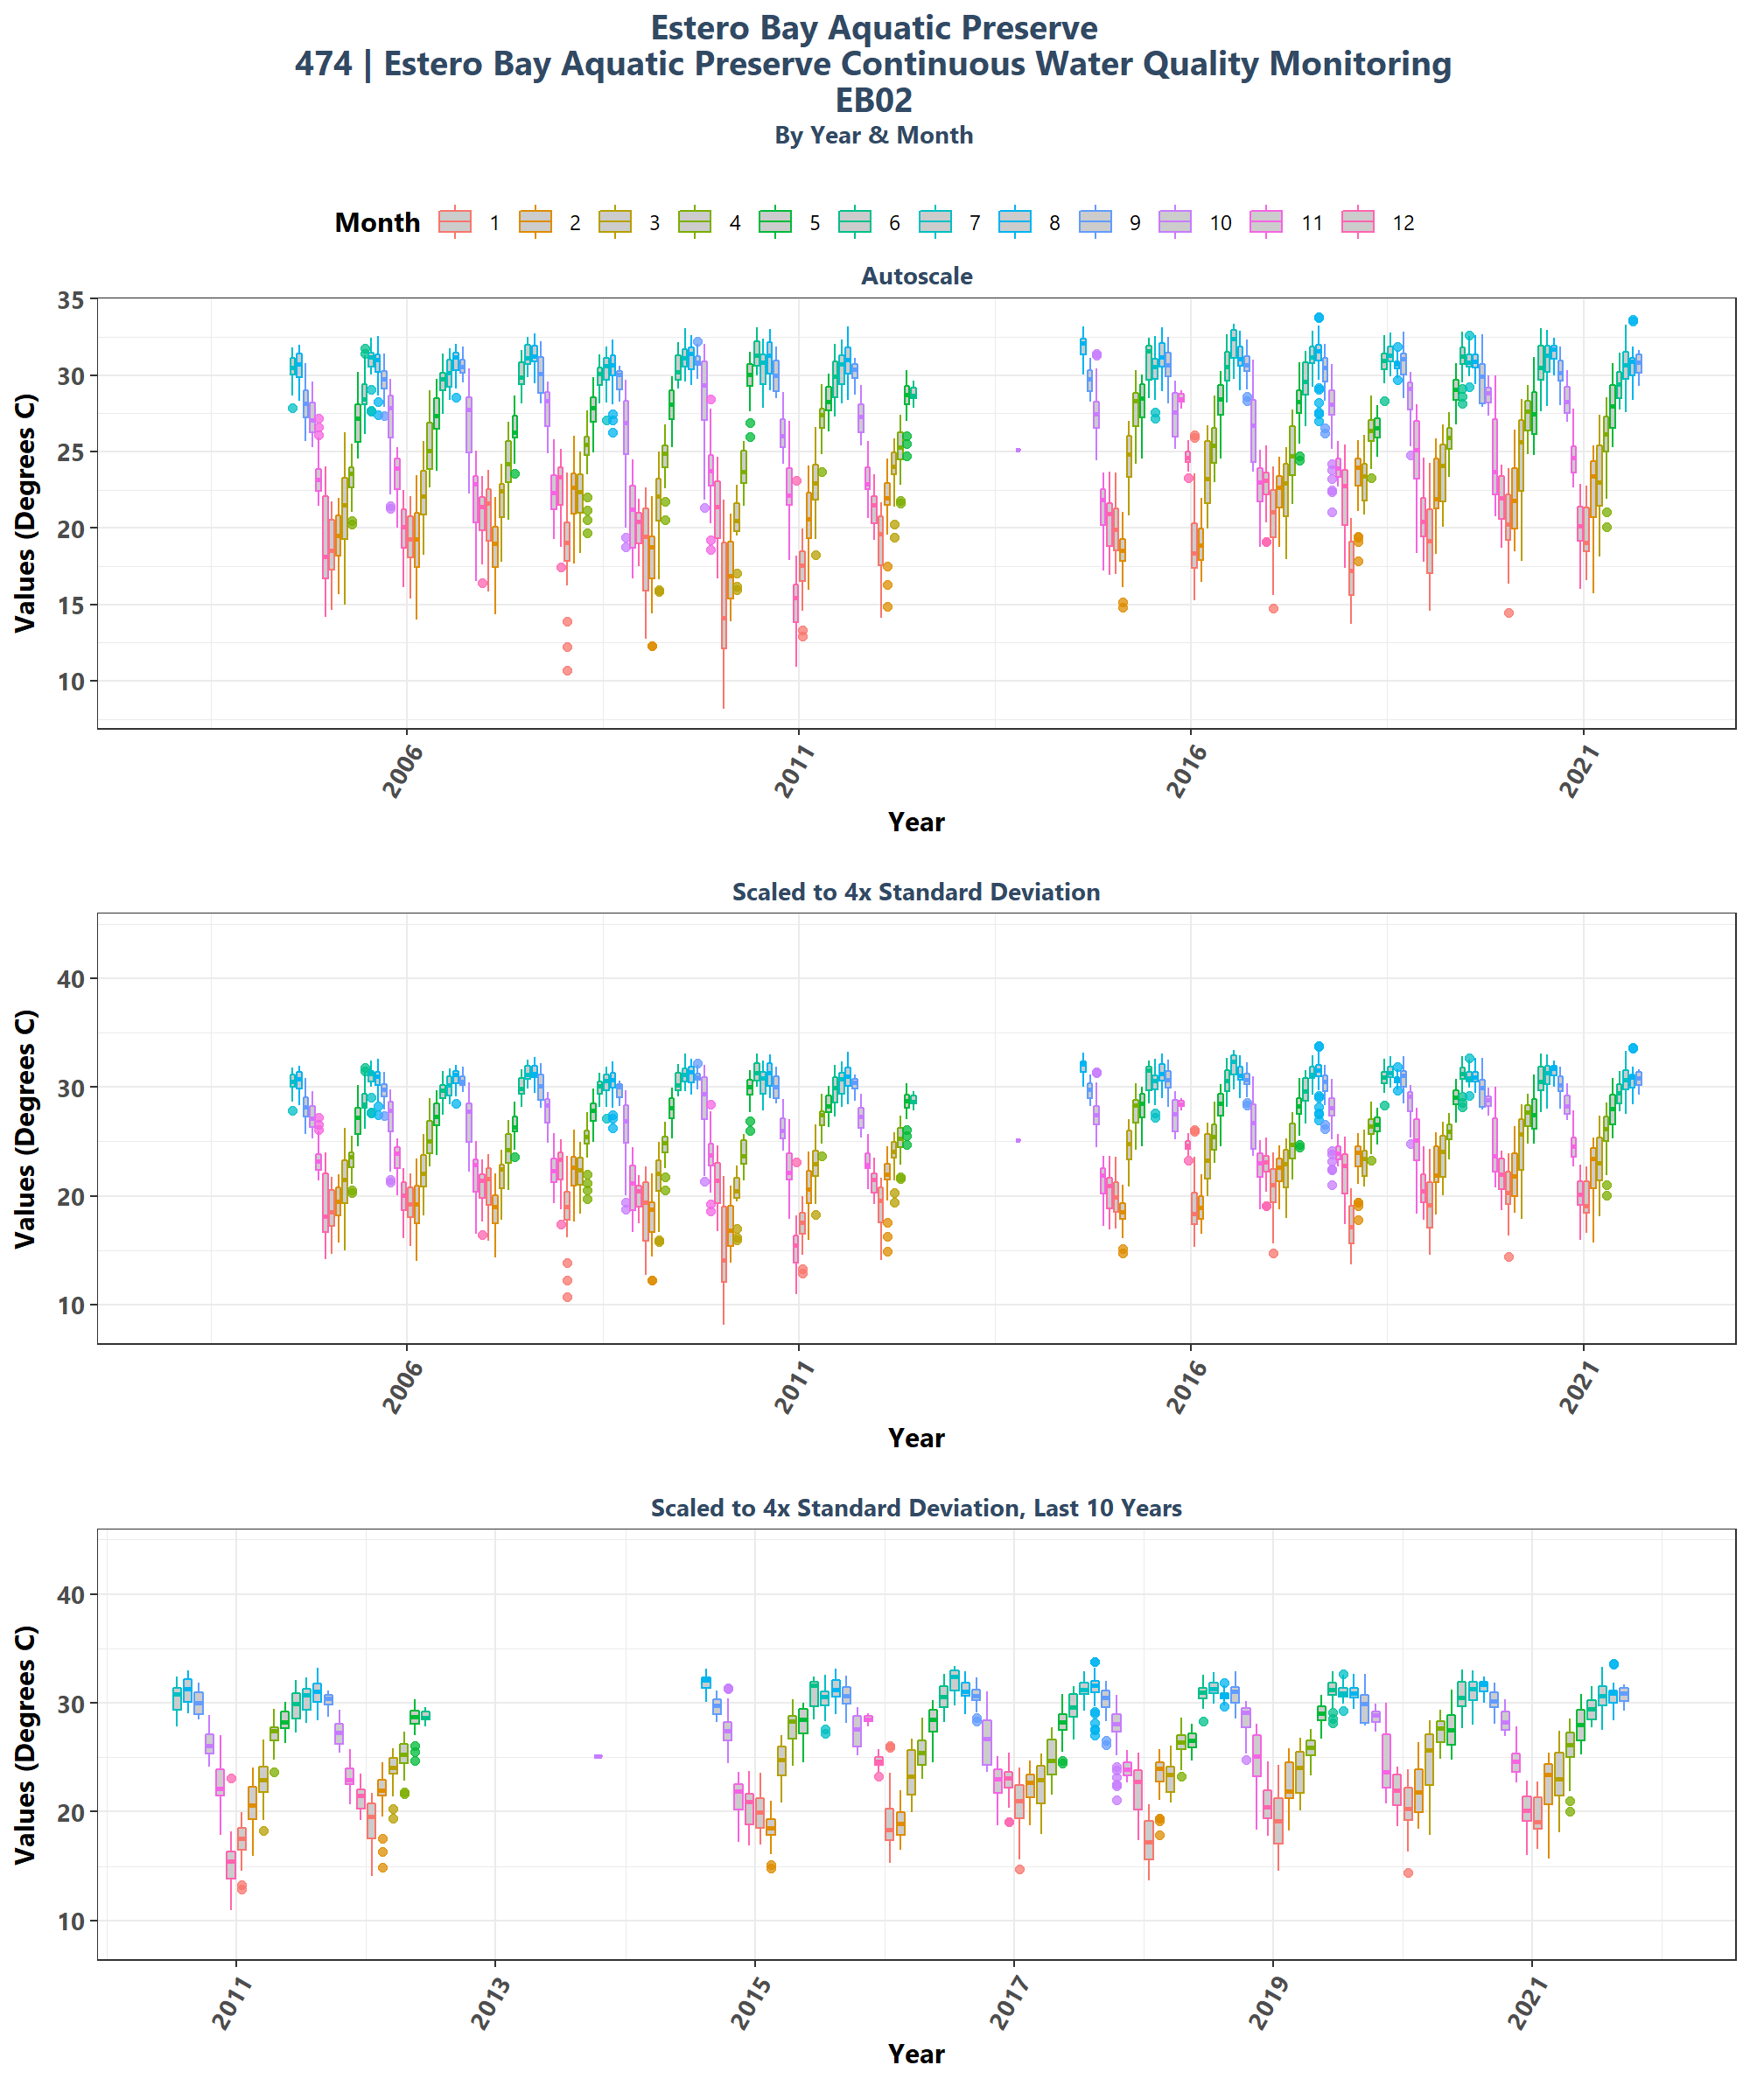 Estero Bay Aquatic Preserve
474 | Estero Bay Aquatic Preserve Continuous Water Quality Monitoring
EB02
By Year & Month
Month 1 2 3 4 5 6 7 8 9 10 11 12
Autoscale
Values (Degrees C)
35
30
25
20
15
10
2006 2011 2016 2021
Year
Scaled to 4x Standard Deviation
Values (Degrees C)
40
30
20
10
2006 2011 2016 2021
Year
Scaled to 4x Standard Deviation, Last 10 Years
Values (Degrees C)
40
30
20
10
2011 2013 2015 2017 2019 2021
Year